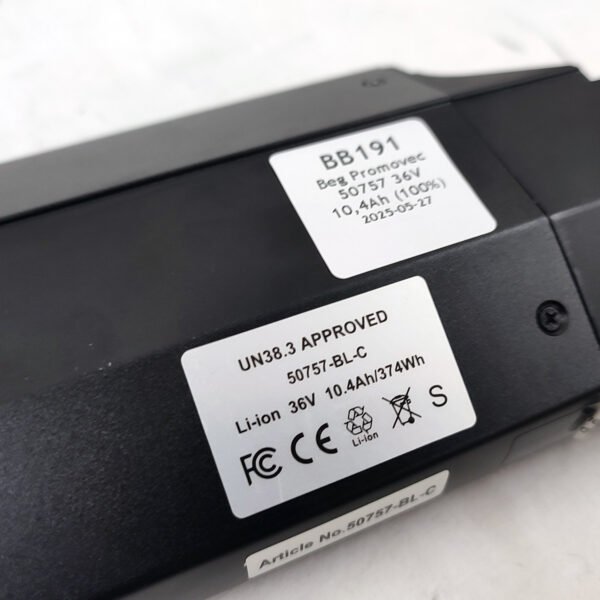 BB191
Beg Promovec
50757 36V
10,4Ah (100%)
2025-05-27
UN38.3 APPROVED
50757-BL-C
Li-ion 36V 10.4Ah/374Wh
FC CE Li-ion S
Article No.50757-BL-C